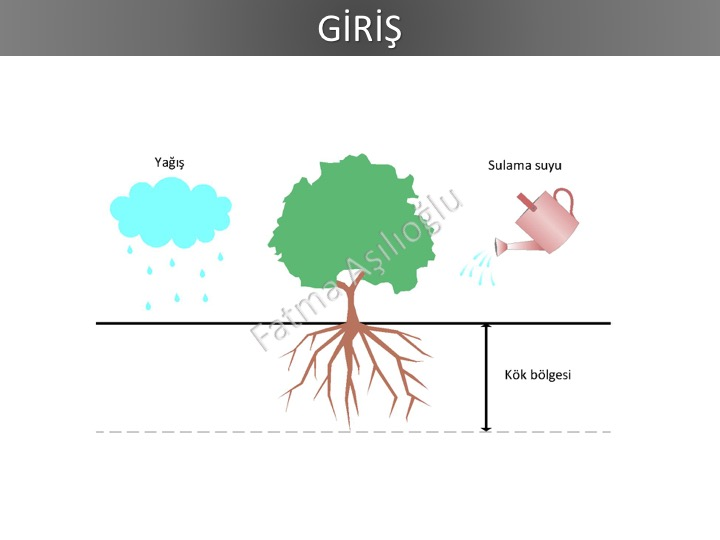 GİRİŞ
Yağış
Sulama suyu
Fatma Aşılıoğlu
Kök bölgesi